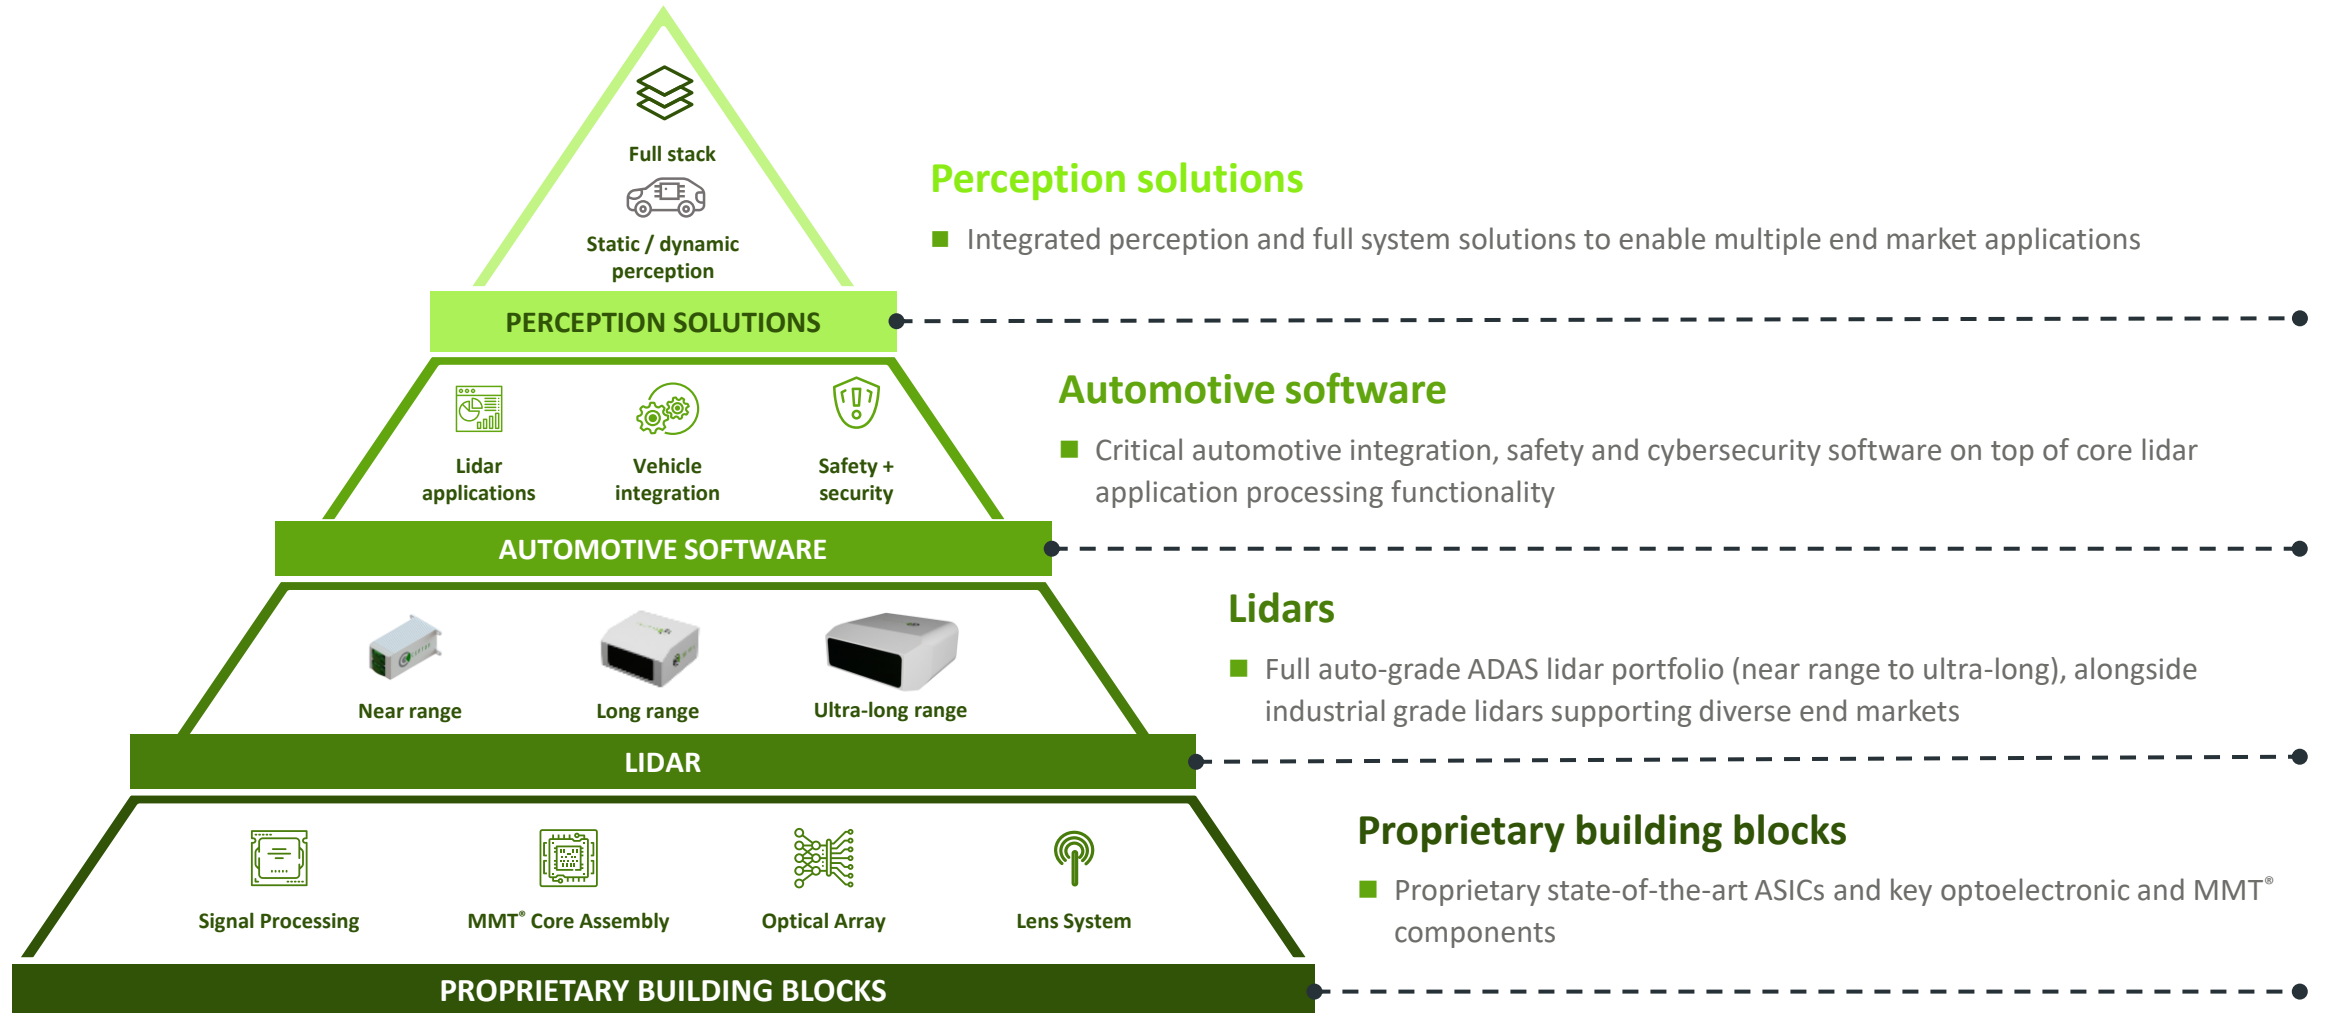 Full stack
Static / dynamic
perception
PERCEPTION SOLUTIONS
Perception solutions
Integrated perception and full system solutions to enable multiple end market applications
Lidar
applications
Vehicle
integration
Safety +
security
AUTOMOTIVE SOFTWARE
Automotive software
Critical automotive integration, safety and cybersecurity software on top of core lidar
application processing functionality
Near range
Long range
Ultra-long range
LIDAR
Lidars
Full auto-grade ADAS lidar portfolio (near range to ultra-long), alongside
industrial grade lidars supporting diverse end markets
Signal Processing
MMT® Core Assembly
Optical Array
Lens System
PROPRIETARY BUILDING BLOCKS
Proprietary building blocks
Proprietary state-of-the-art ASICs and key optoelectronic and MMT®
components